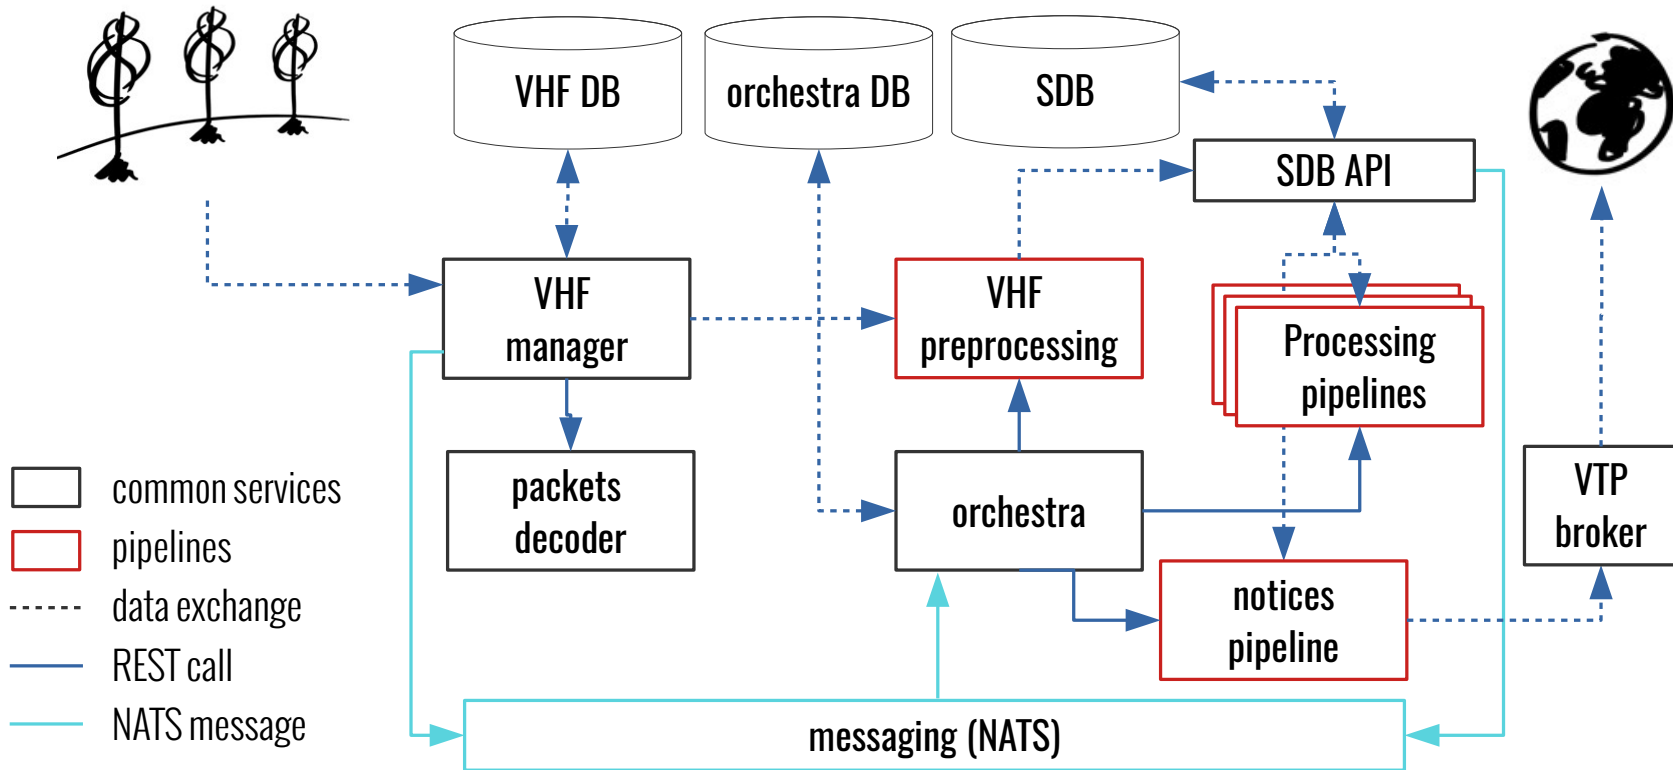 VHF DB
orchestra DB
SDB
SDB API
VHF
manager
VHF
preprocessing
Processing
pipelines
packets
decoder
orchestra
VTP
broker
notices
pipeline
common services
pipelines
data exchange
REST call
NATS message
messaging (NATS)